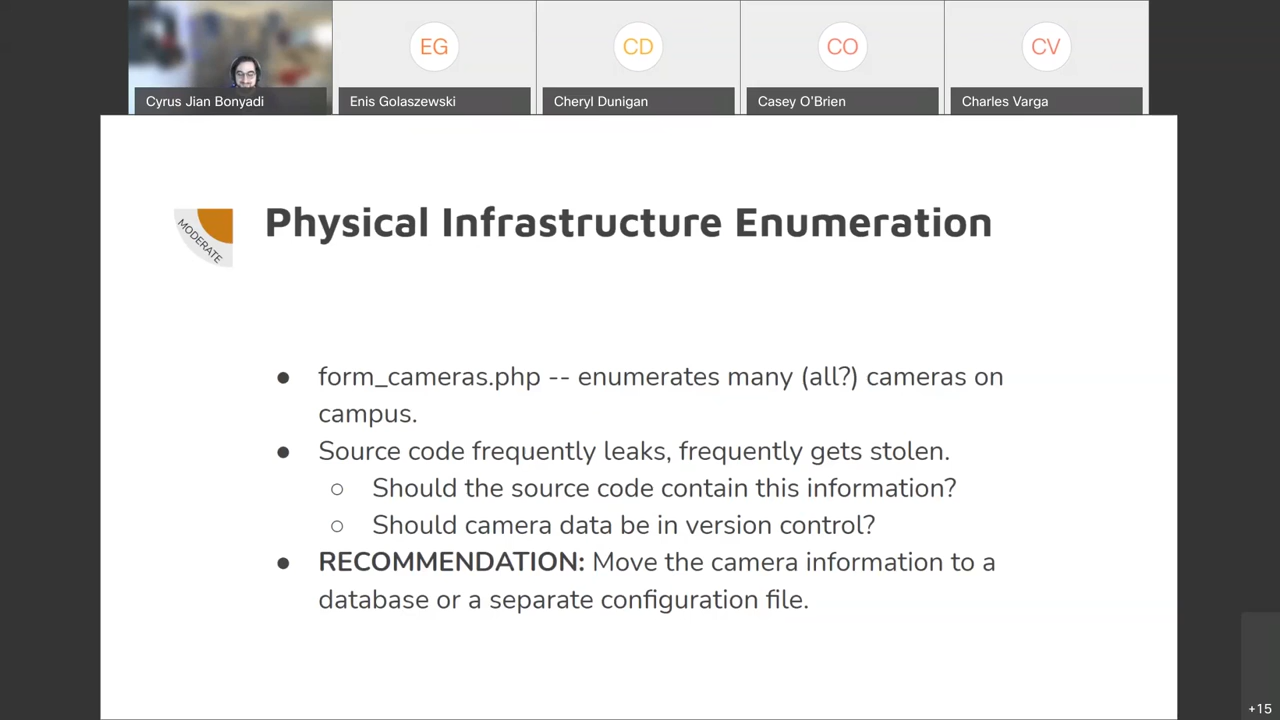 EG
CD
CO
CV
Cyrus Jian Bonyadi
Enis Golaszewski
Cheryl Dunigan
Casey O'Brien
Charles Varga
MODERATE
Physical Infrastructure Enumeration
● form_cameras.php -- enumerates many (all?) cameras on
campus.
● Source code frequently leaks, frequently gets stolen.
○ Should the source code contain this information?
○ Should camera data be in version control?
● RECOMMENDATION: Move the camera information to a
database or a separate configuration file.
+15